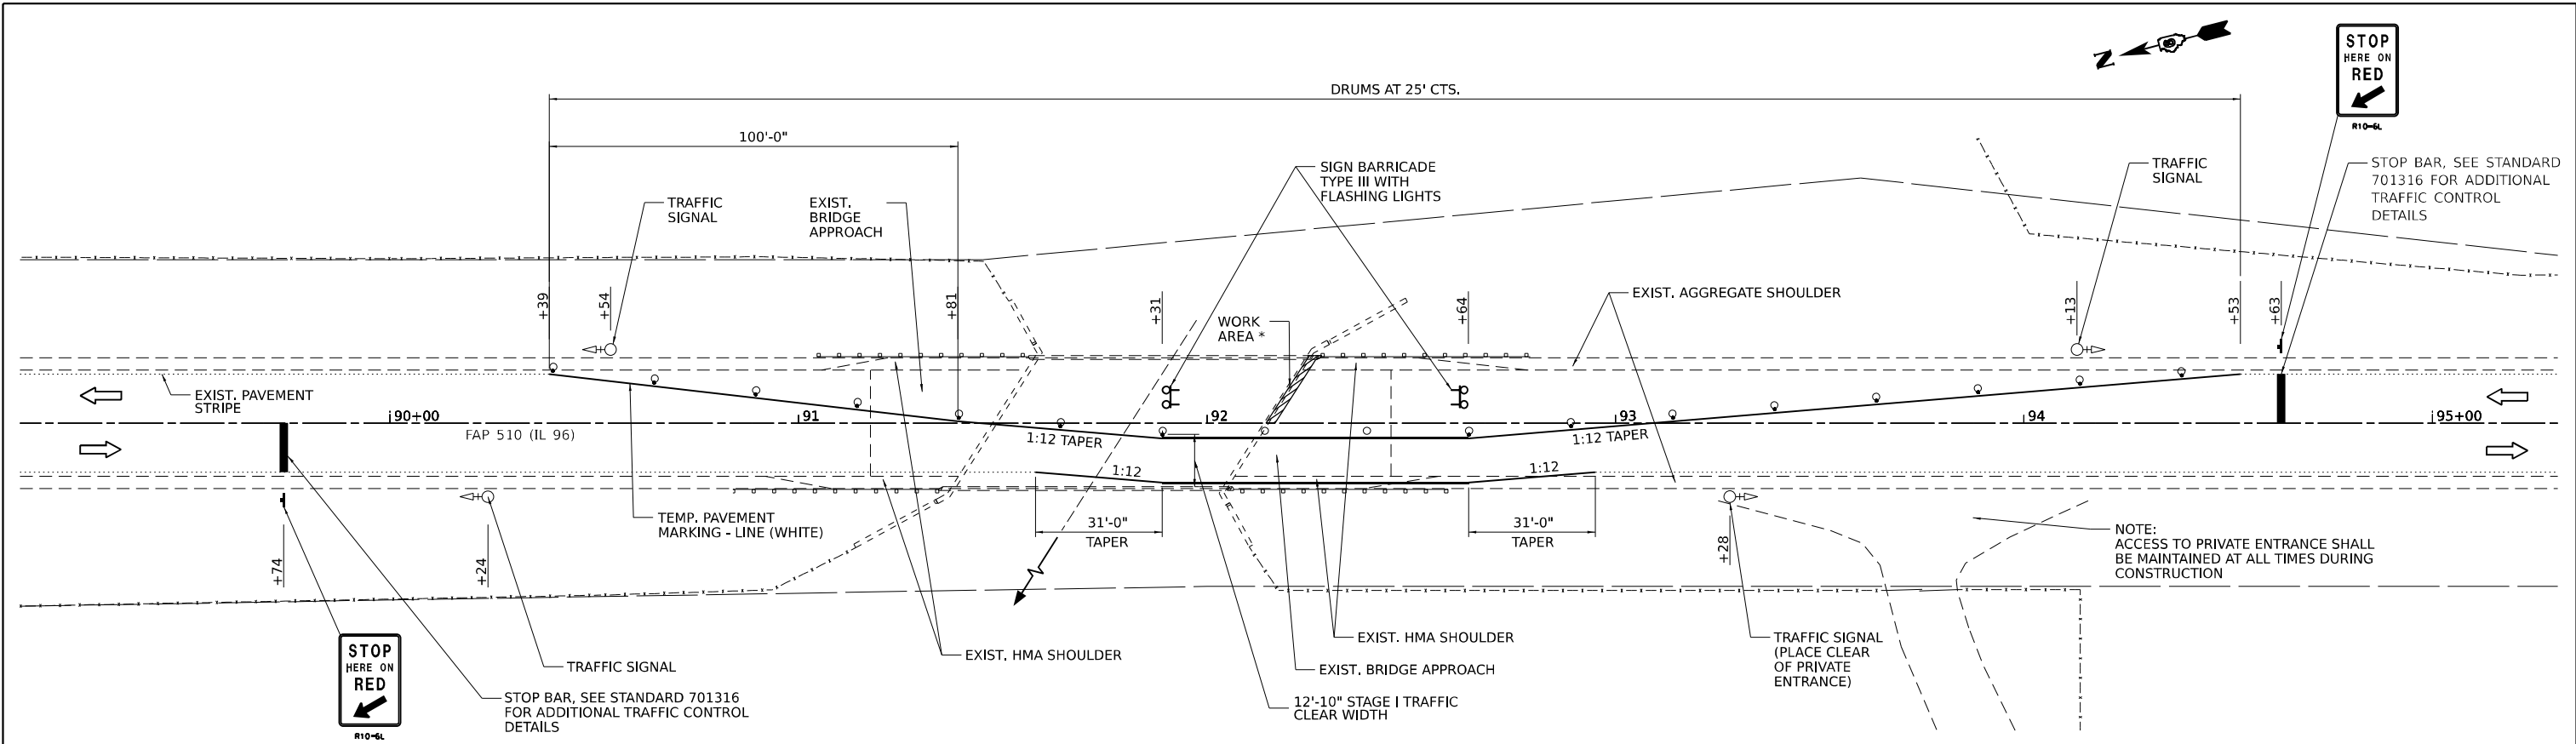 N
STOP
HERE ON
RED
R10-6L
DRUMS AT 25' CTS.
100'-0"
TRAFFIC
SIGNAL
EXIST.
BRIDGE
APPROACH
SIGN BARRICADE
TYPE III WITH
FLASHING LIGHTS
TRAFFIC
SIGNAL
STOP BAR, SEE STANDARD
701316 FOR ADDITIONAL
TRAFFIC CONTROL
DETAILS
+39
+54
+81
+31
WORK
AREA *
+64
EXIST. AGGREGATE SHOULDER
+13
+53
+63
EXIST. PAVEMENT
STRIPE
90+00
91
92
93
94
95+00
FAP 510 (IL 96)
1:12 TAPER
1:12 TAPER
1:12
1:12
TEMP. PAVEMENT
MARKING - LINE (WHITE)
31'-0"
TAPER
31'-0"
TAPER
+74
+24
+28
NOTE:
ACCESS TO PRIVATE ENTRANCE SHALL
BE MAINTAINED AT ALL TIMES DURING
CONSTRUCTION
STOP
HERE ON
RED
R10-6L
TRAFFIC SIGNAL
STOP BAR, SEE STANDARD 701316
FOR ADDITIONAL TRAFFIC CONTROL
DETAILS
EXIST. HMA SHOULDER
EXIST. HMA SHOULDER
EXIST. BRIDGE APPROACH
12'-10" STAGE I TRAFFIC
CLEAR WIDTH
TRAFFIC SIGNAL
(PLACE CLEAR
OF PRIVATE
ENTRANCE)